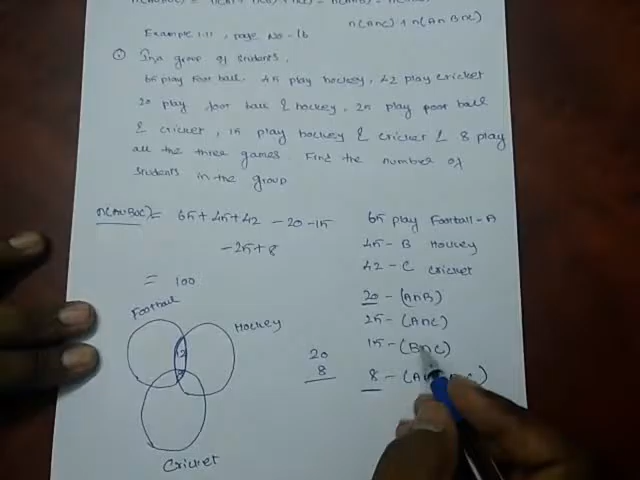 Example 1.11, page No - 16
n(A∩C) + n(A∩B∩C)
① In a group of students,
65 play Foot ball. 45 play hockey, 42 play cricket
20 play foot ball & hockey, 25 play foot ball
& cricket, 15 play hockey & cricket & 8 play
all the three games. Find the number of
students in the group
n(AUBUC) = 65+45+42 -20-15
-25+8
= 100
65 play Football - A
45 - B Hockey
42 - C cricket
20 - (A∩B)
25 - (A∩C)
15 - (B∩C)
8 -
Football
Hockey
12
8
Cricket
20
8